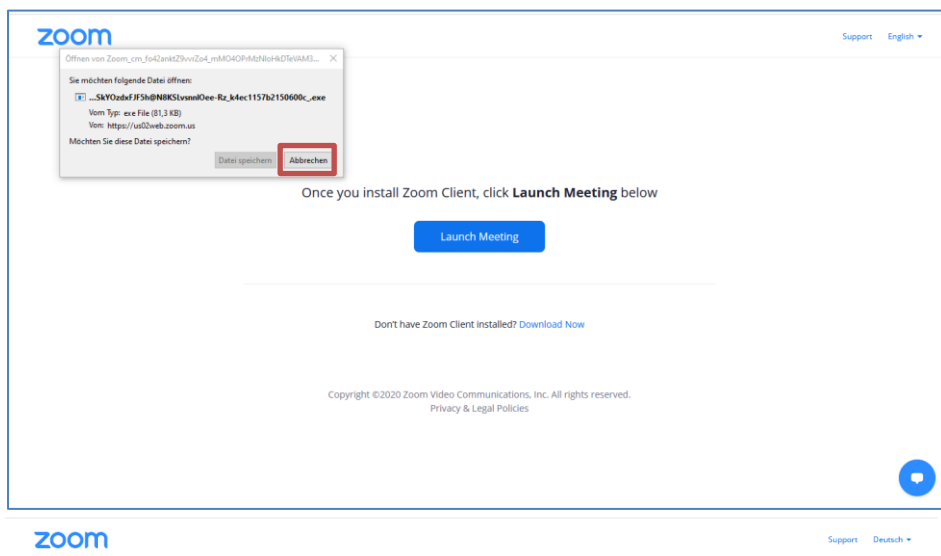 zoom
Support English
Öffnen von Zoom_cm_
Sie möchten folgende Datei öffnen:
Vom Typ: exe File (81,3 KB)
Von: https://us02web.zoom.us
Möchten Sie diese Datei speichern?
Datei speichern Abbrechen
Once you install Zoom Client, click Launch Meeting below
Launch Meeting
Don't have Zoom Client installed? Download Now
Copyright ©2020 Zoom Video Communications, Inc. All rights reserved.
Privacy & Legal Policies
zoom
Support Deutsch